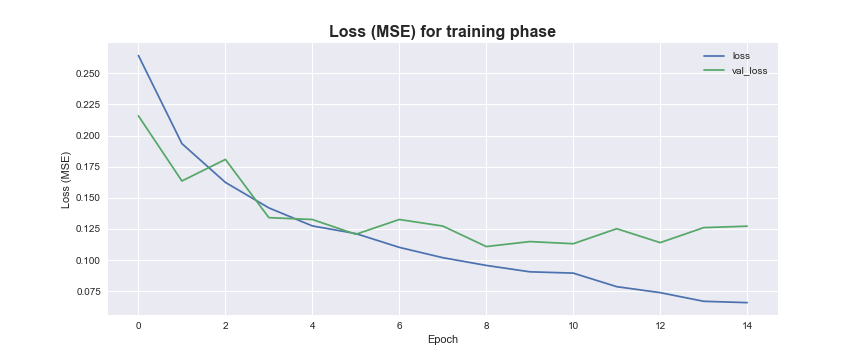 Loss (MSE) for training phase
loss
val_loss
0.250
0.225
0.200
0.175
0.150
0.125
0.100
0.075
Loss (MSE)
0 2 4 6 8 10 12 14
Epoch